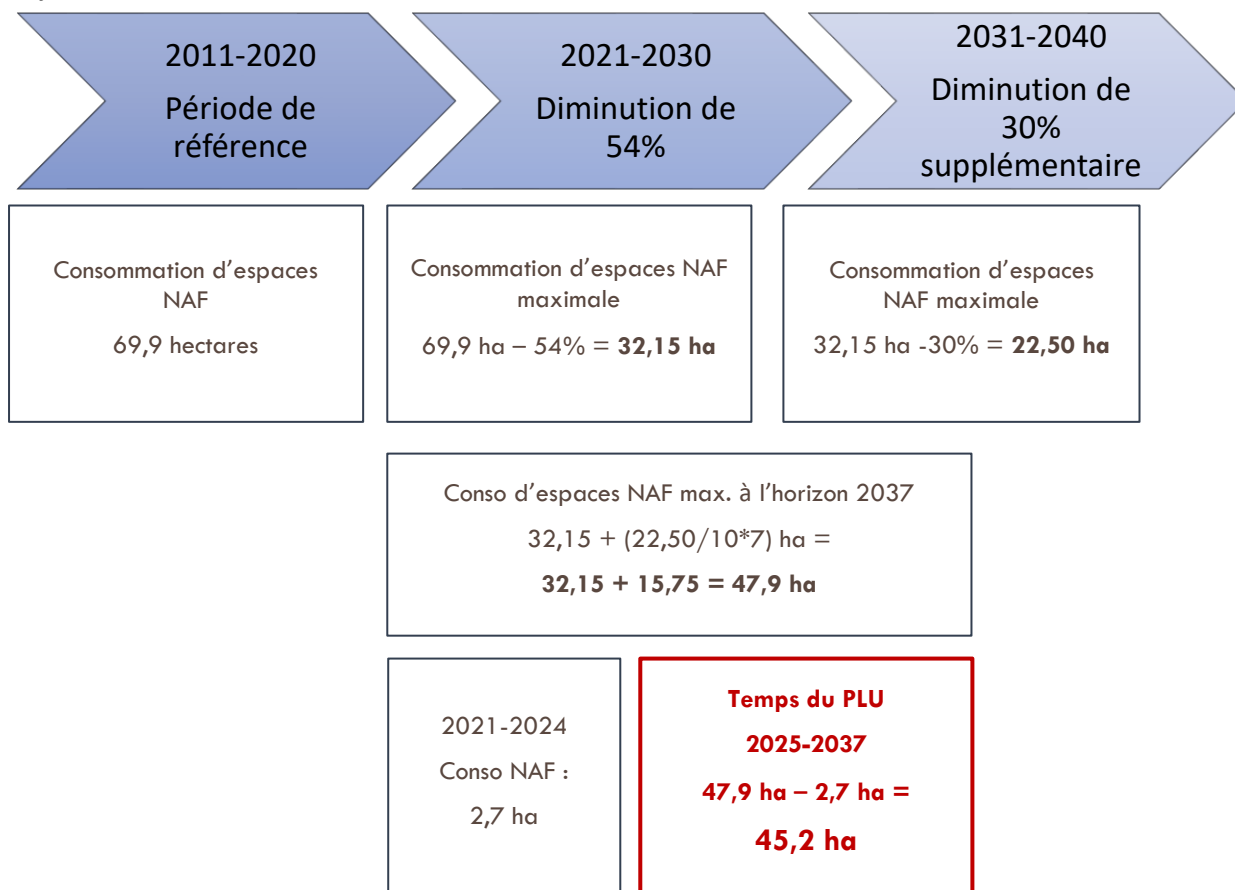 2011-2020
Période de
référence
2021-2030
Diminution de
54%
2031-2040
Diminution de
30%
supplémentaire
Consommation d'espaces
NAF
69,9 hectares
Consommation d'espaces NAF
maximale
69,9 ha – 54% = 32,15 ha
Consommation d'espaces
NAF maximale
32,15 ha -30% = 22,50 ha
Conso d'espaces NAF max. à l'horizon 2037
32,15 + (22,50/10*7) ha =
32,15 + 15,75 = 47,9 ha
2021-2024
Conso NAF :
2,7 ha
Temps du PLU
2025-2037
47,9 ha – 2,7 ha =
45,2 ha